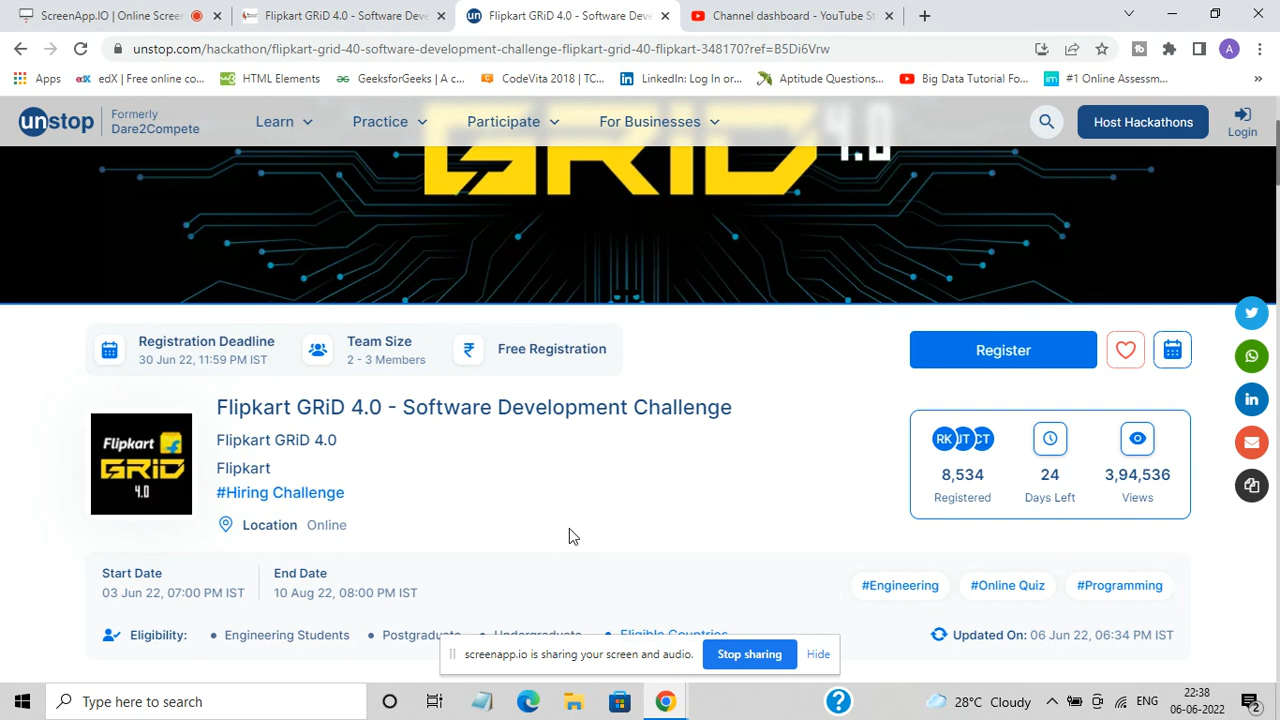 ScreenApp.IO | Online Screen
Flipkart GRiD 4.0 - Software Deve
Flipkart GRiD 4.0 - Software Deve
Channel dashboard - YouTube St
unstop.com/hackathon/flipkart-grid-40-software-development-challenge-flipkart-grid-40-flipkart-348170?ref=B5Di6Vrw
A
Apps
edX | Free online co...
HTML Elements
GeeksforGeeks | A c...
CodeVita 2018 | TC...
LinkedIn: Log In or...
Aptitude Questions...
Big Data Tutorial Fo...
#1 Online Assessm...
unstop
Formerly
Dare2Compete
Learn
Practice
Participate
For Businesses
Host Hackathons
Login
GRiD 4.0
Registration Deadline
30 Jun 22, 11:59 PM IST
Team Size
2 - 3 Members
Free Registration
Register
Flipkart
GRiD
4.0
Flipkart GRiD 4.0 - Software Development Challenge
Flipkart GRiD 4.0
Flipkart
#Hiring Challenge
Location Online
RK JT CT
8,534
Registered
24
Days Left
3,94,536
Views
Start Date
03 Jun 22, 07:00 PM IST
End Date
10 Aug 22, 08:00 PM IST
#Engineering
#Online Quiz
#Programming
Eligibility: • Engineering Students • Postgraduate • Undergraduate • Eligible Countries
Updated On: 06 Jun 22, 06:34 PM IST
screenapp.io is sharing your screen and audio.
Stop sharing
Hide
Type here to search
28°C Cloudy
ENG
22:38
06-06-2022
2